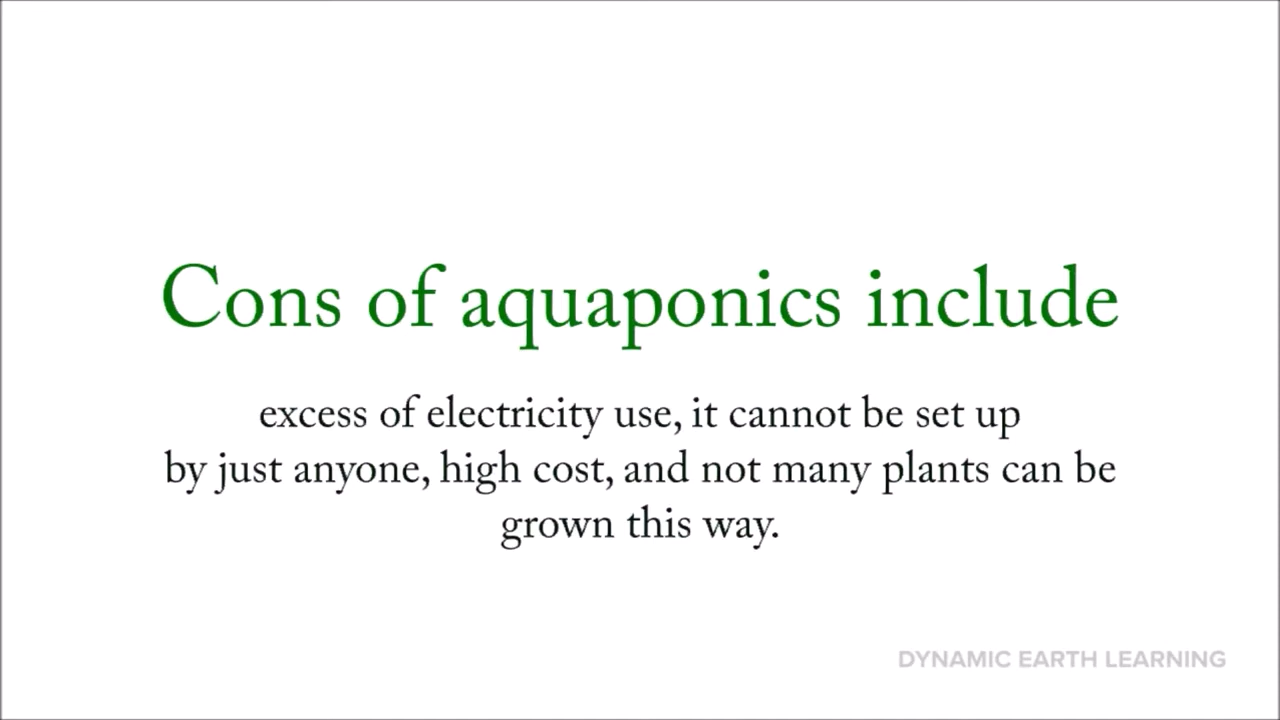 Cons of aquaponics include
excess of electricity use, it cannot be set up
by just anyone, high cost, and not many plants can be
grown this way.
DYNAMIC EARTH LEARNING